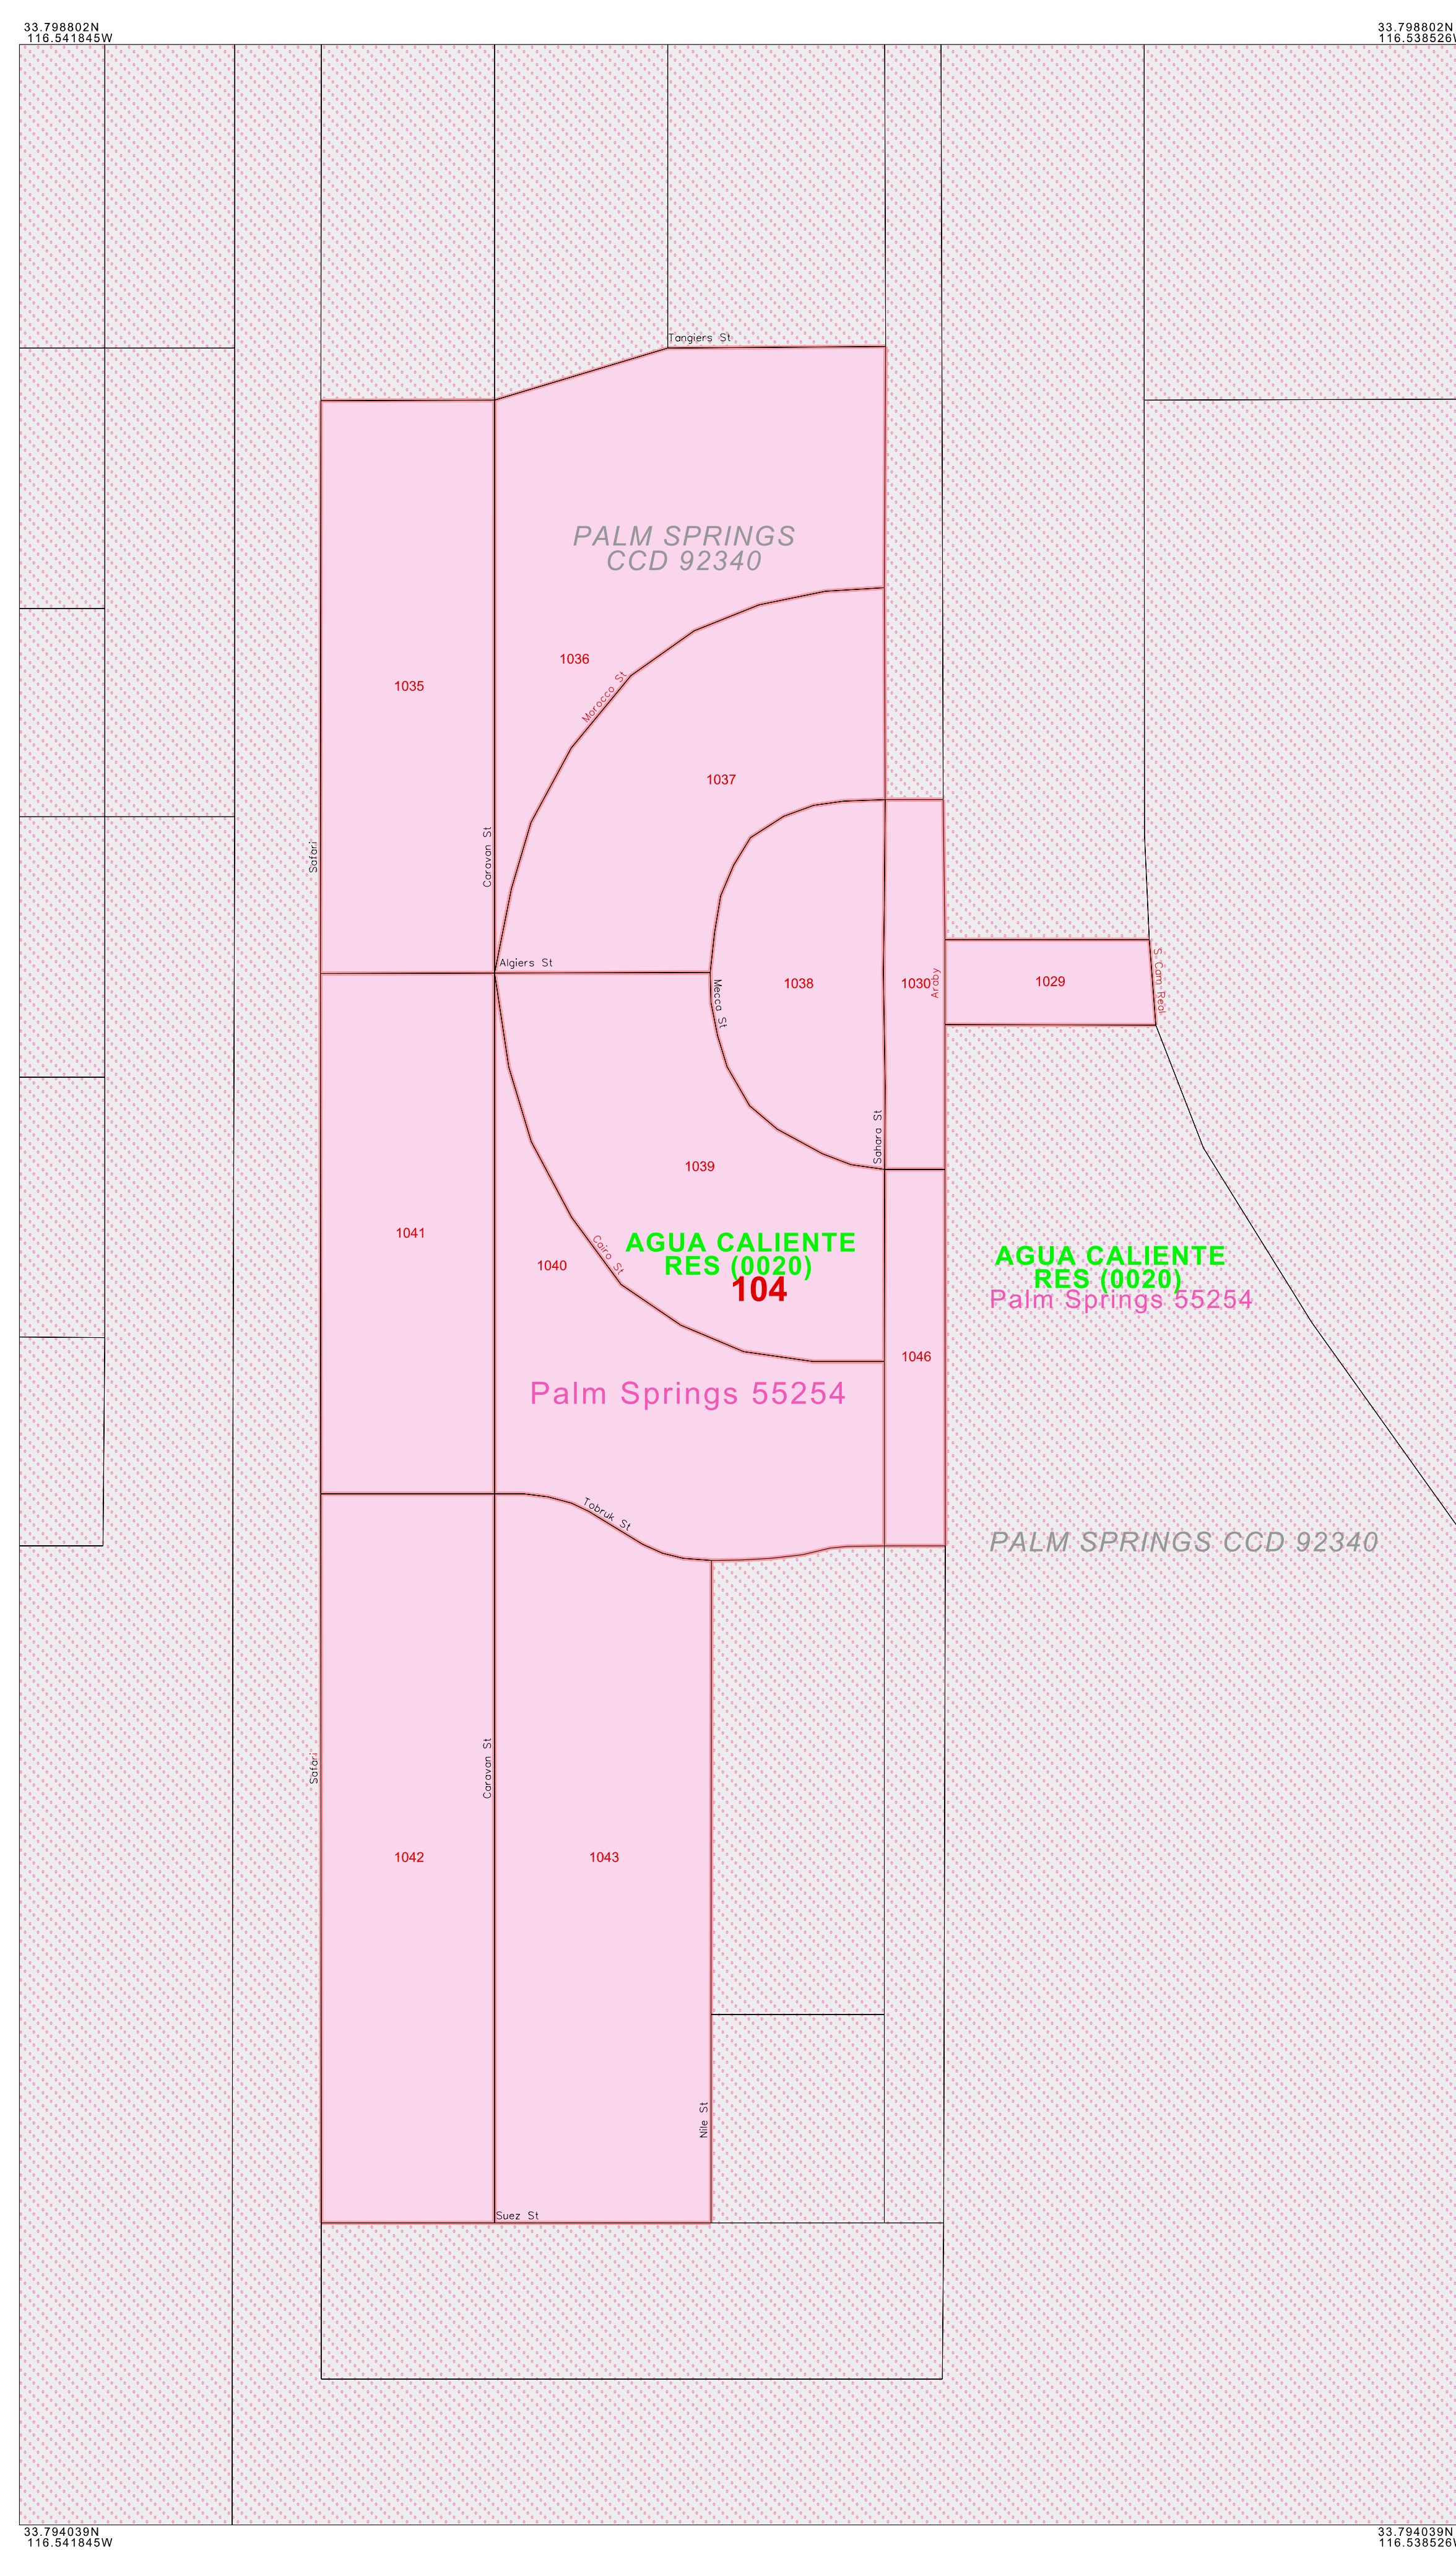 33.798802N
116.541845W
33.798802N
116.538526W
Tangiers St
PALM SPRINGS
CCD 92340
1036
Morocco St
1035
1037
Safari
Caravan St
Algiers St
Mecca St
1038
1030
Araby
1029
S Cam Real
Sahara St
1039
1041
Cairo St
1040
AGUA CALIENTE
RES (0020)
104
AGUA CALIENTE
RES (0020)
Palm Springs 55254
1046
Palm Springs 55254
Tobruk St
PALM SPRINGS CCD 92340
Safari
Caravan St
1042
1043
Nile St
Suez St
33.794039N
116.541845W
33.794039N
116.538526W